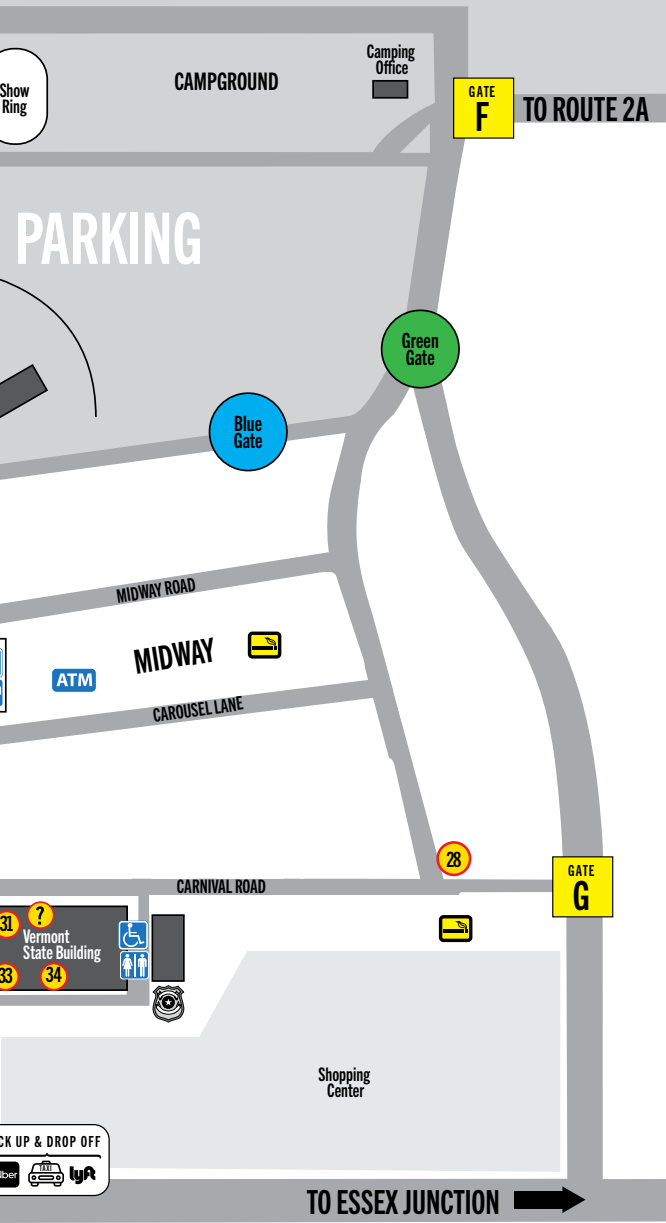 Show
Ring
CAMPGROUND
Camping
Office
GATE
F
TO ROUTE 2A
PARKING
Green
Gate
Blue
Gate
MIDWAY ROAD
MIDWAY
ATM
CAROUSEL LANE
28
CARNIVAL ROAD
GATE
G
31
?
Vermont
State Building
33
34
Shopping
Center
CK UP & DROP OFF
ber
TAXI
lyft
TO ESSEX JUNCTION